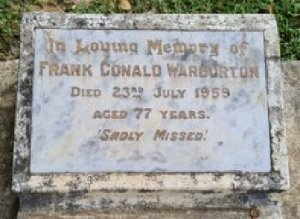 In Loving Memory of
FRANK CONALD WARBURTON
DIED 23RD JULY 1959
AGED 77 YEARS.
'SADLY MISSED.'